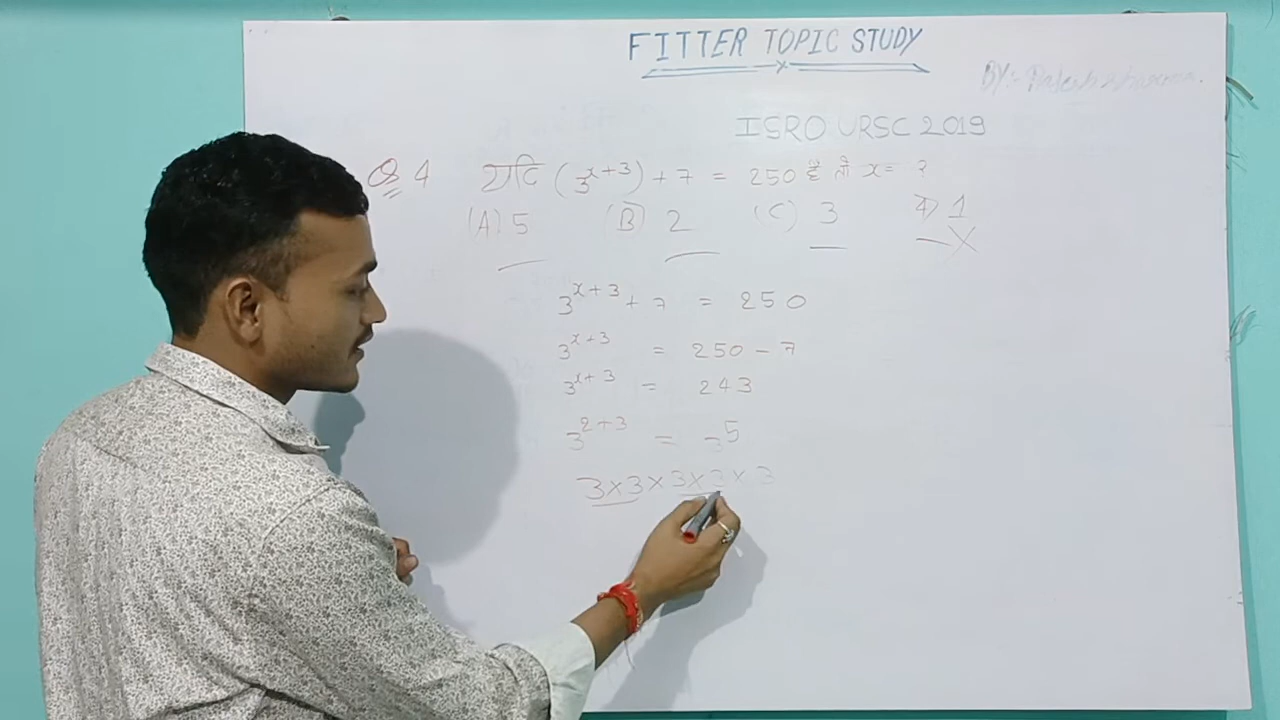 FITTER TOPIC STUDY
BY:-
ISRO URSC 2019
Q 4 यदि (3^{x+3}) + 7 = 250 है तो x = ?
(A) 5 (B) 2 (C) 3 1
3^{x+3} + 7 = 250
3^{x+3} = 250 - 7
3^{x+3} = 243
3^{2+3} = 5
3×3×3×3×3